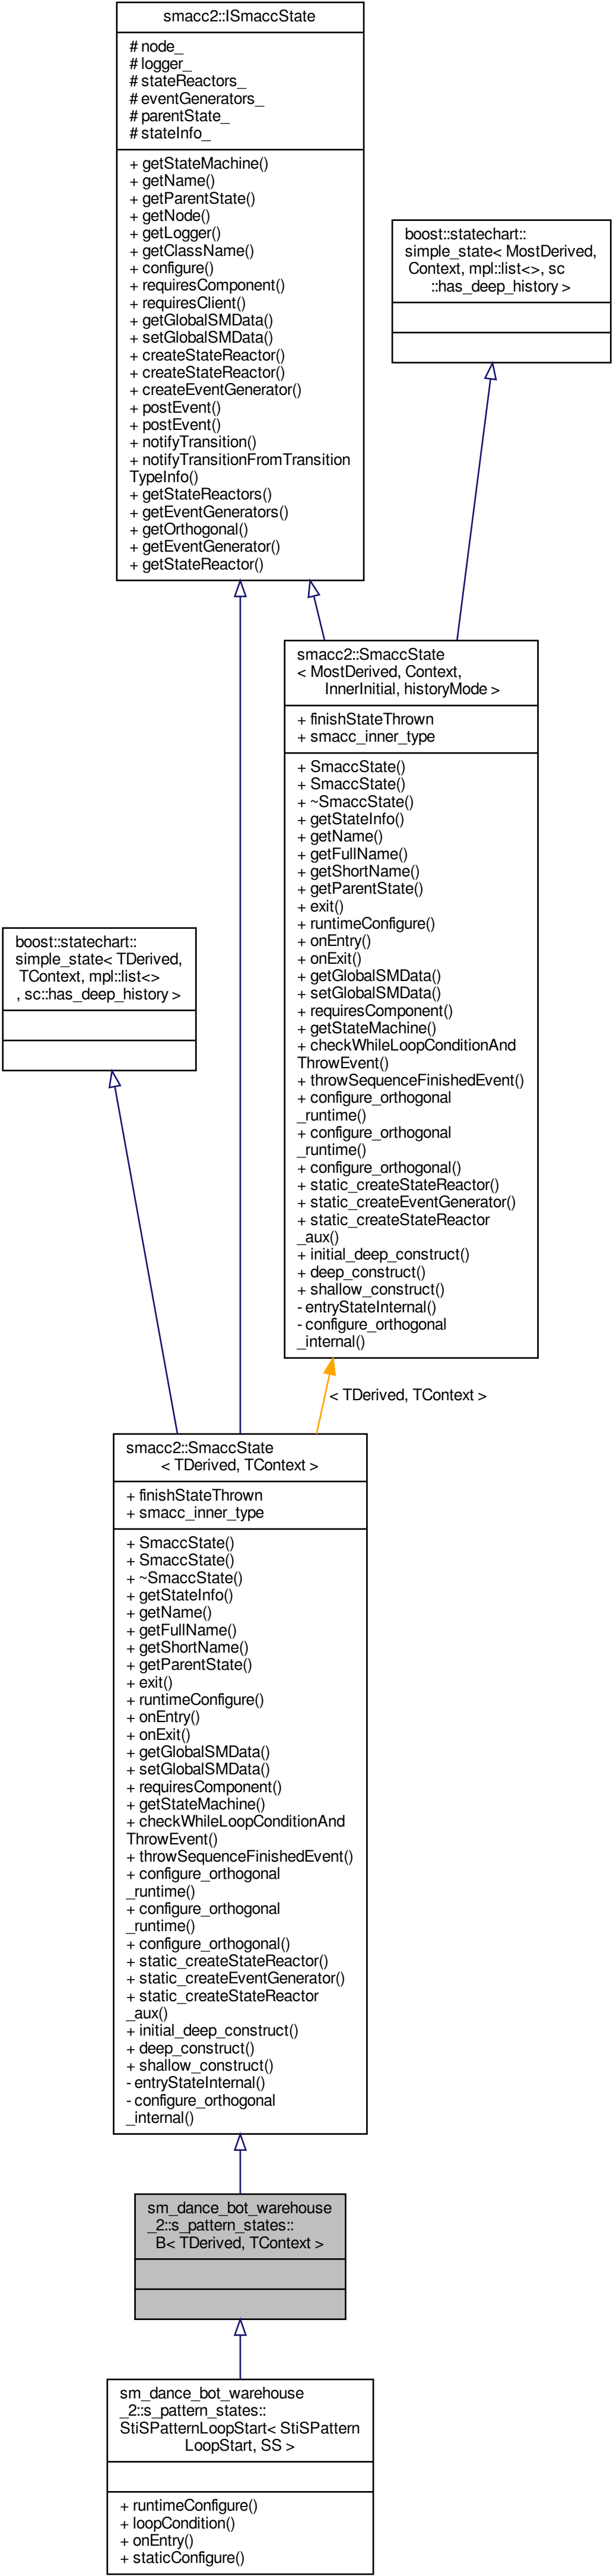 smacc2::ISmaccState
# node_
# logger_
# stateReactors_
# eventGenerators_
# parentState_
# stateInfo_
+ getStateMachine()
+ getName()
+ getParentState()
+ getNode()
+ getLogger()
+ getClassName()
+ configure()
+ requiresComponent()
+ requiresClient()
+ getGlobalSMData()
+ setGlobalSMData()
+ createStateReactor()
+ createStateReactor()
+ createEventGenerator()
+ postEvent()
+ postEvent()
+ notifyTransition()
+ notifyTransitionFromTransition
TypeInfo()
+ getStateReactors()
+ getEventGenerators()
+ getOrthogonal()
+ getEventGenerator()
+ getStateReactor()
boost::statechart::
simple_state< MostDerived,
Context, mpl::list<>, sc
::has_deep_history >
smacc2::SmaccState
< MostDerived, Context,
InnerInitial, historyMode >
+ finishStateThrown
+ smacc_inner_type
+ SmaccState()
+ SmaccState()
+ ~SmaccState()
+ getStateInfo()
+ getName()
+ getFullName()
+ getShortName()
+ getParentState()
+ exit()
+ runtimeConfigure()
+ onEntry()
+ onExit()
+ getGlobalSMData()
+ setGlobalSMData()
+ requiresComponent()
+ getStateMachine()
+ checkWhileLoopConditionAnd
ThrowEvent()
+ throwSequenceFinishedEvent()
+ configure_orthogonal
_runtime()
+ configure_orthogonal
_runtime()
+ configure_orthogonal()
+ static_createStateReactor()
+ static_createEventGenerator()
+ static_createStateReactor
_aux()
+ initial_deep_construct()
+ deep_construct()
+ shallow_construct()
- entryStateInternal()
- configure_orthogonal
_internal()
boost::statechart::
simple_state< TDerived,
TContext, mpl::list<>
, sc::has_deep_history >
< TDerived, TContext >
smacc2::SmaccState
< TDerived, TContext >
+ finishStateThrown
+ smacc_inner_type
+ SmaccState()
+ SmaccState()
+ ~SmaccState()
+ getStateInfo()
+ getName()
+ getFullName()
+ getShortName()
+ getParentState()
+ exit()
+ runtimeConfigure()
+ onEntry()
+ onExit()
+ getGlobalSMData()
+ setGlobalSMData()
+ requiresComponent()
+ getStateMachine()
+ checkWhileLoopConditionAnd
ThrowEvent()
+ throwSequenceFinishedEvent()
+ configure_orthogonal
_runtime()
+ configure_orthogonal
_runtime()
+ configure_orthogonal()
+ static_createStateReactor()
+ static_createEventGenerator()
+ static_createStateReactor
_aux()
+ initial_deep_construct()
+ deep_construct()
+ shallow_construct()
- entryStateInternal()
- configure_orthogonal
_internal()
sm_dance_bot_warehouse
_2::s_pattern_states::
B< TDerived, TContext >
sm_dance_bot_warehouse
_2::s_pattern_states::
StiSPatternLoopStart< StiSPattern
LoopStart, SS >
+ runtimeConfigure()
+ loopCondition()
+ onEntry()
+ staticConfigure()